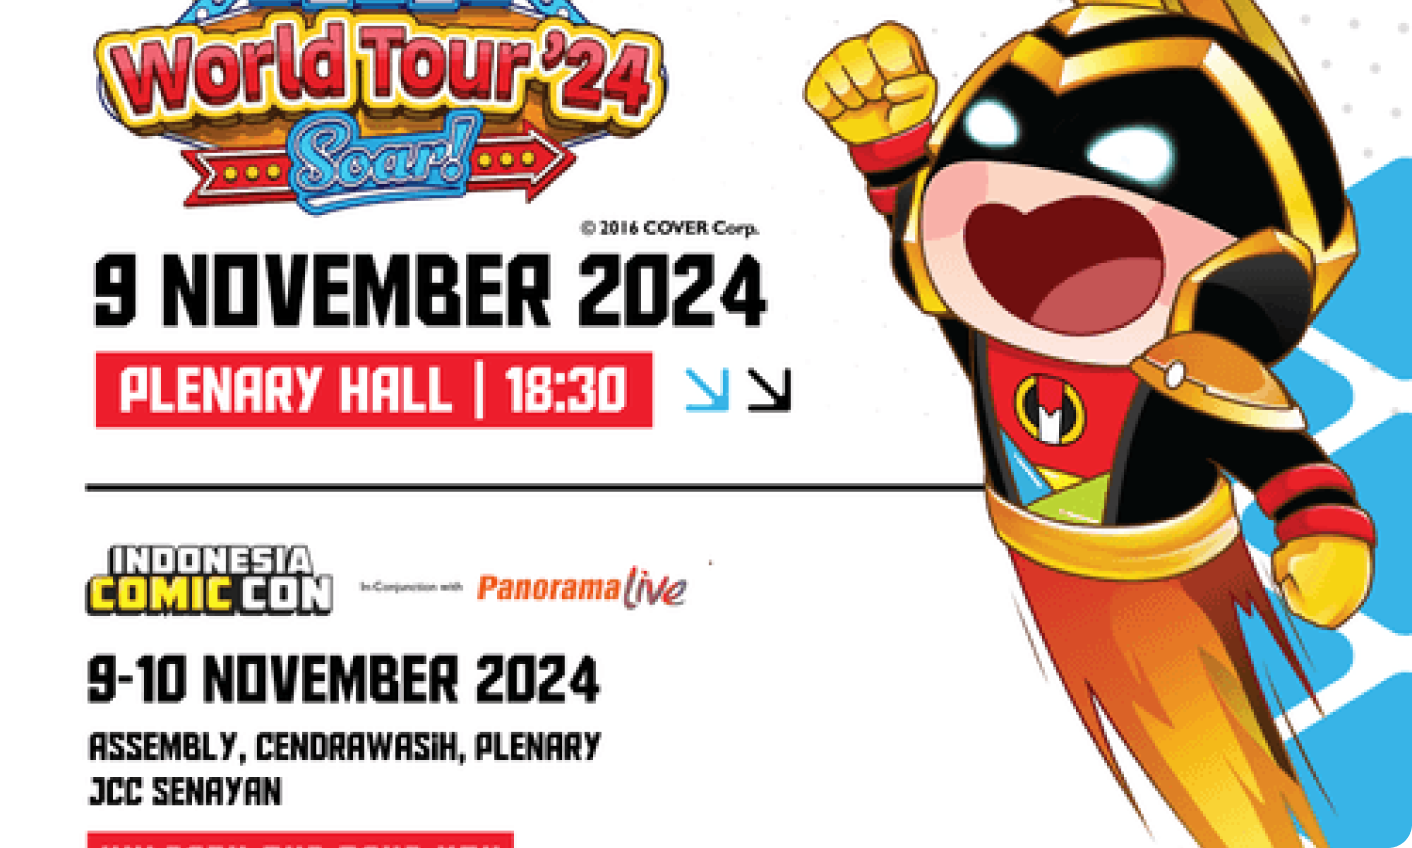 World Tour '24
Soar!
© 2016 COVER Corp.
9 NOVEMBER 2024
PLENARY HALL | 18:30
INDONESIA
COMIC CON
In Conjunction with
Panorama live
9-10 NOVEMBER 2024
ASSEMBLY, CENDRAWASiH, PLENARY
JCC SENAYAN